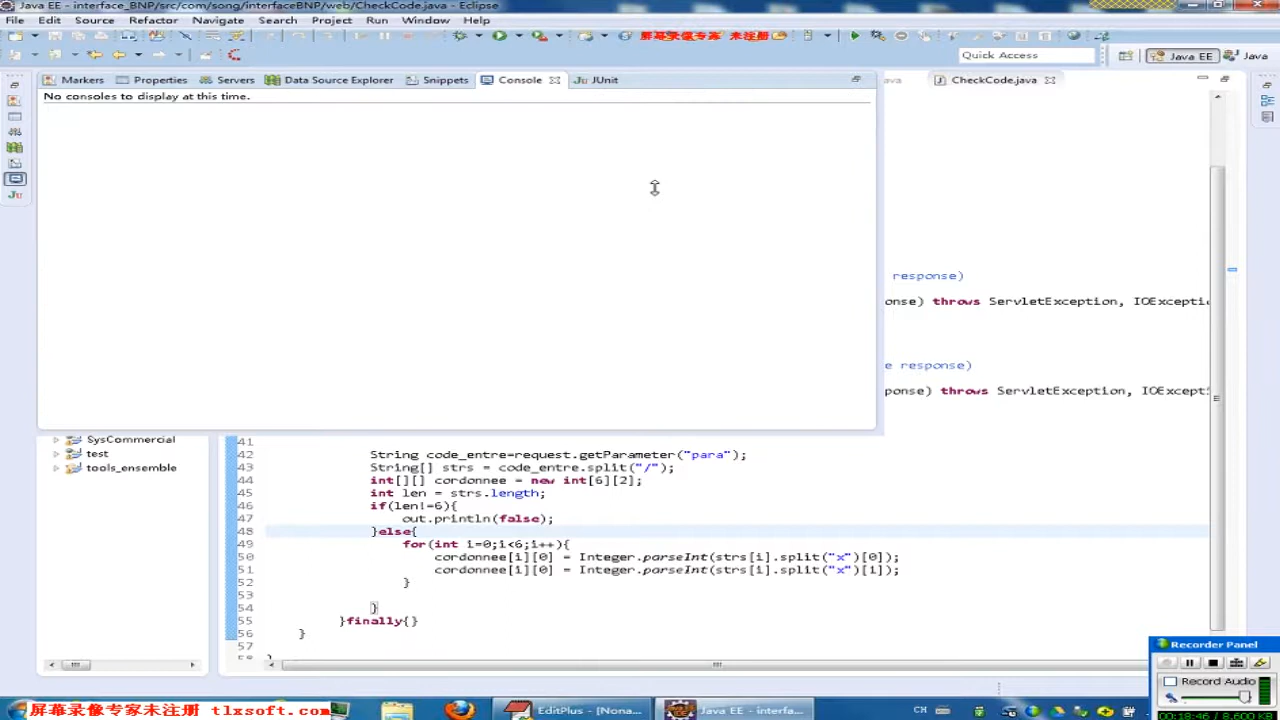 Java EE - interface_BNP/src/com/song/interfaceBNP/web/CheckCode.java - Eclipse
File Edit Source Refactor Navigate Search Project Run Window Help
屏幕录像专家 未注册
Quick Access
Java EE
Java
Markers Properties Servers Data Source Explorer Snippets Console JUnit
CheckCode.java
No consoles to display at this time.
response)
onse) throws ServletException, IOExcepti
e response)
ponse) throws ServletException, IOExcept
SysCommercial
test
tools_ensemble
41
42 String code_entre=request.getParameter("para");
43 String[] strs = code_entre.split("/");
44 int[][] cordonnee = new int[6][2];
45 int len = strs.length;
46 if(len!=6){
47 out.println(false);
48 }else{
49 for(int i=0;i<6;i++){
50 cordonnee[i][0] = Integer.parseInt(strs[i].split("x")[0]);
51 cordonnee[i][0] = Integer.parseInt(strs[i].split("x")[i]);
52 }
53
54 }
55 }finally{}
56 }
57
Recorder Panel
Record Audio
00:18:46 / 8,600 KB
屏幕录像专家未注册 tlxsoft.com
EditPlus - [Nona...
Java EE - interfa...
CH